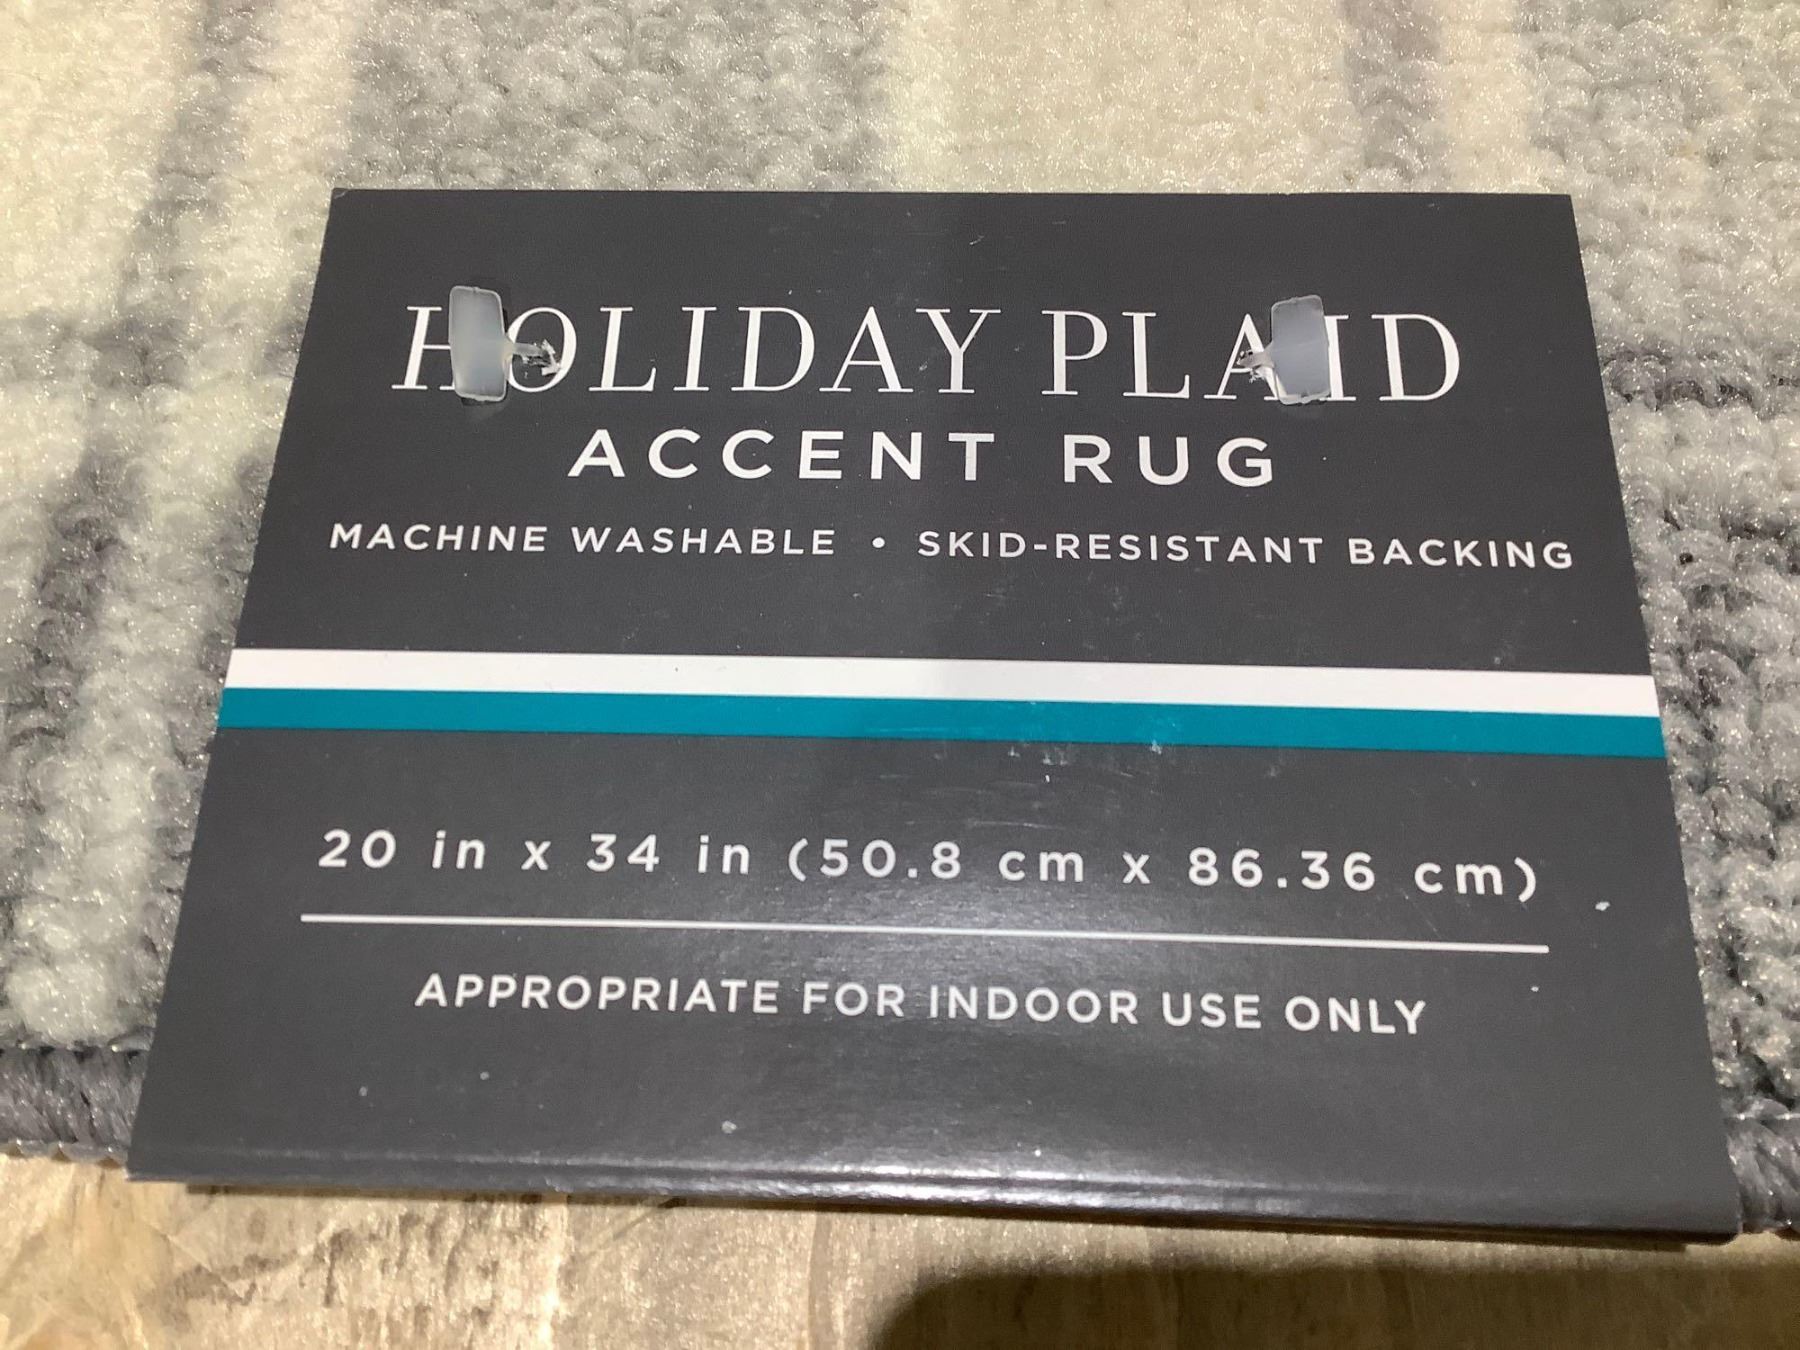 HOLIDAY PLAID
ACCENT RUG
MACHINE WASHABLE • SKID-RESISTANT BACKING
20 in x 34 in (50.8 cm x 86.36 cm)
APPROPRIATE FOR INDOOR USE ONLY